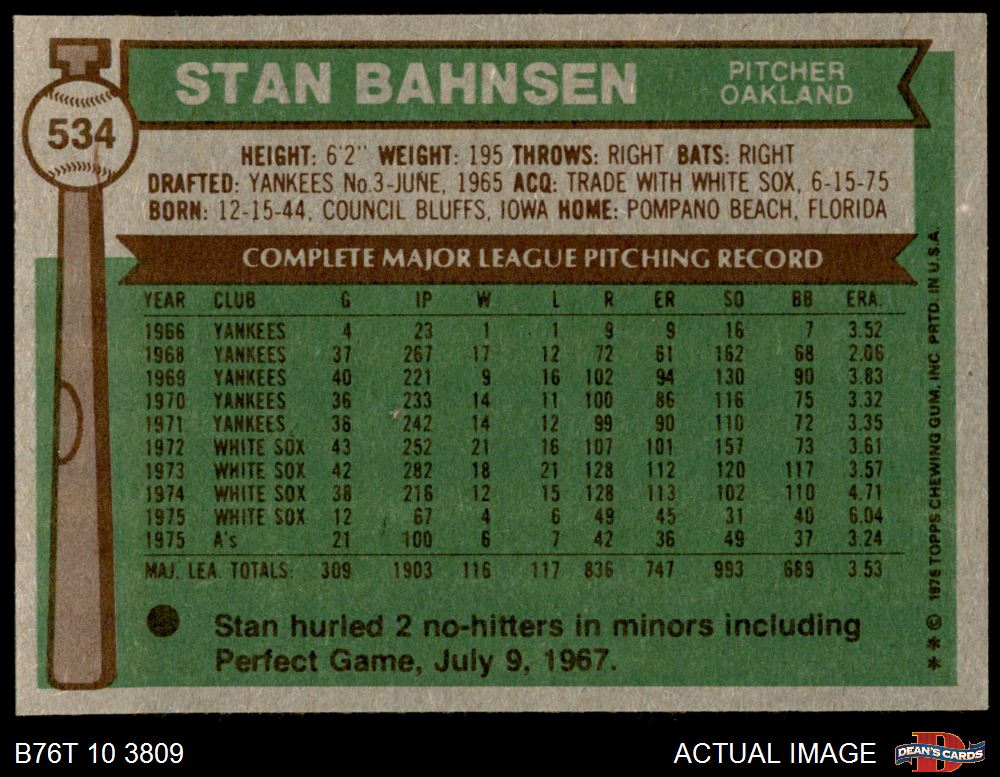 T
534
STAN BAHNSEN
PITCHER
OAKLAND
HEIGHT: 6'2" WEIGHT: 195 THROWS: RIGHT BATS: RIGHT
DRAFTED: YANKEES No.3-JUNE, 1965 ACQ: TRADE WITH WHITE SOX, 6-15-75
BORN: 12-15-44, COUNCIL BLUFFS, IOWA HOME: POMPANO BEACH, FLORIDA
COMPLETE MAJOR LEAGUE PITCHING RECORD
YEAR CLUB G IP W L R ER SO BB ERA.
1966 YANKEES 4 23 1 1 9 9 16 7 3.52
1968 YANKEES 37 267 17 12 72 61 162 68 2.06
1969 YANKEES 40 221 9 16 102 94 130 90 3.83
1970 YANKEES 36 233 14 11 100 86 116 75 3.32
1971 YANKEES 36 242 14 12 99 90 110 72 3.35
1972 WHITE SOX 43 252 21 16 107 101 157 73 3.61
1973 WHITE SOX 42 282 18 21 128 112 120 117 3.57
1974 WHITE SOX 38 216 12 15 128 113 102 110 4.71
1975 WHITE SOX 12 67 4 6 49 45 31 40 6.04
1975 A's 21 100 6 7 42 36 49 37 3.24
MAJ. LEA. TOTALS: 309 1903 116 117 836 747 993 689 3.53
Stan hurled 2 no-hitters in minors including
Perfect Game, July 9, 1967.
** © 1976 TOPPS CHEWING GUM, INC. PRTD. IN U.S.A.
B76T 10 3809
ACTUAL IMAGE
DEAN'S CARDS